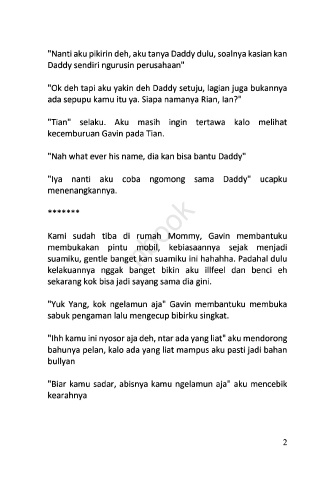 "Nanti aku pikirin deh, aku tanya Daddy dulu, soalnya kasian kan
Daddy sendiri ngurusin perusahaan"
"Ok deh tapi aku yakin deh Daddy setuju, lagian juga bukannya
ada sepupu kamu itu ya. Siapa namanya Rian, Ian?"
"Tian" selaku. Aku masih ingin tertawa kalo melihat
kecemburuan Gavin pada Tian.
"Nah what ever his name, dia kan bisa bantu Daddy"
"Iya nanti aku coba ngomong sama Daddy" ucapku
menenangkannya.
*******
Kami sudah tiba di rumah Mommy, Gavin membantuku
membukakan pintu mobil, kebiasaannya sejak menjadi
suamiku, gentle banget kan suamiku ini hahahha. Padahal dulu
kelakuannya nggak banget bikin aku illfeel dan benci eh
sekarang kok bisa jadi sayang sama dia gini.
"Yuk Yang, kok ngelamun aja" Gavin membantuku membuka
sabuk pengaman lalu mengecup bibirku singkat.
"Ihh kamu ini nyosor aja deh, ntar ada yang liat" aku mendorong
bahunya pelan, kalo ada yang liat mampus aku pasti jadi bahan
bullyan
"Biar kamu sadar, abisnya kamu ngelamun aja" aku mencebik
kearahnya
2